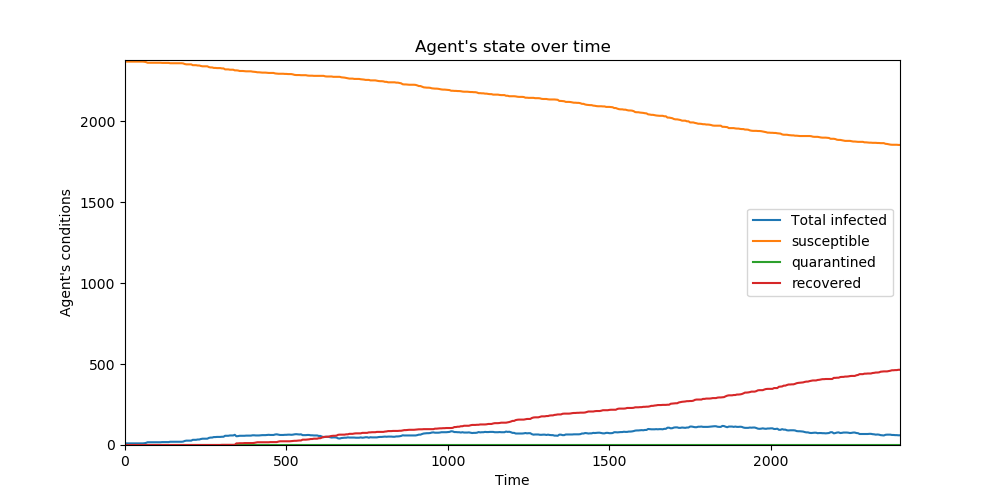 Agent's state over time
2000
1500
1000
500
0
Agent's conditions
Total infected
susceptible
quarantined
recovered
0 500 1000 1500 2000
Time